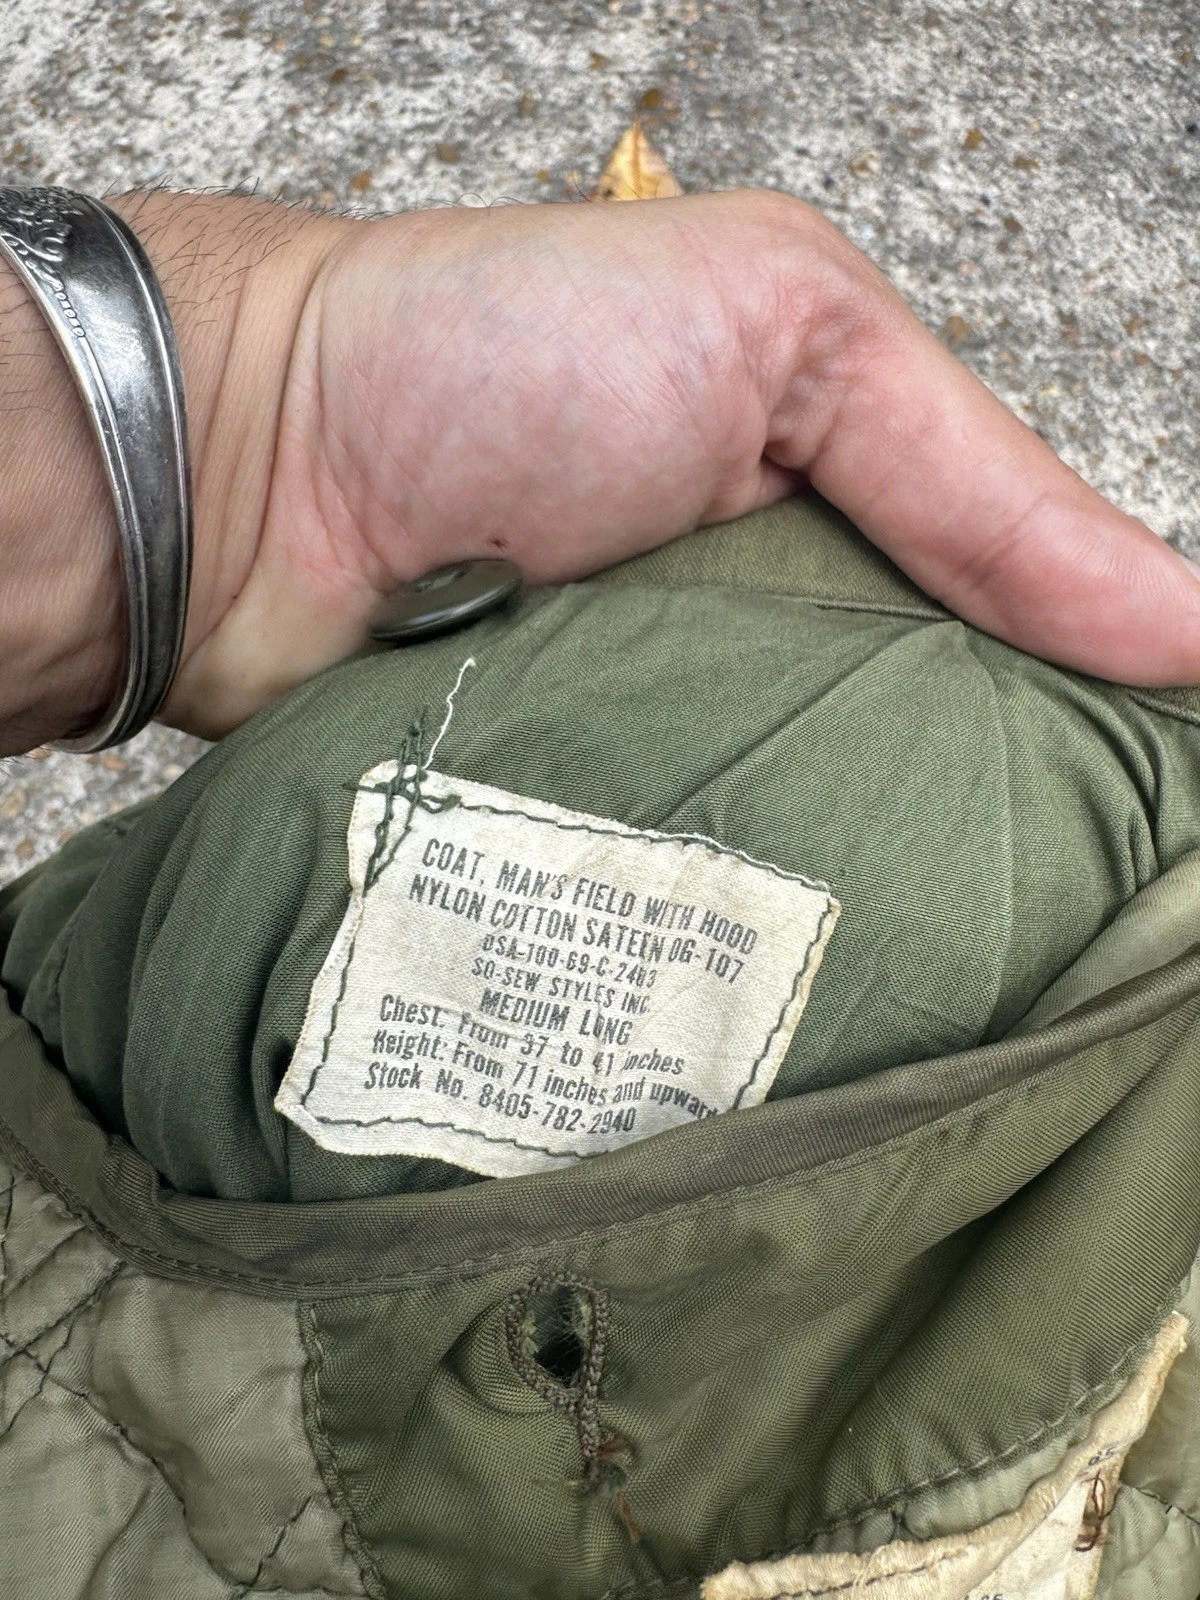 COAT, MAN'S FIELD WITH HOOD
NYLON COTTON SATEEN OG-107
DSA-100-69-C-2483
SO-SEW STYLES INC.
MEDIUM LONG
Chest: From 37 to 41 inches
Height: From 71 inches and upward
Stock No. 8405-782-2940